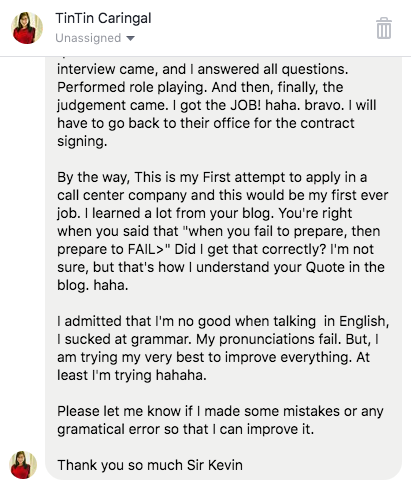 TinTin Caringal
Unassigned
interview came, and I answered all questions.
Performed role playing. And then, finally, the
judgement came. I got the JOB! haha. bravo. I will
have to go back to their office for the contract
signing.
By the way, This is my First attempt to apply in a
call center company and this would be my first ever
job. I learned a lot from your blog. You're right
when you said that "when you fail to prepare, then
prepare to FAIL>" Did I get that correctly? I'm not
sure, but that's how I understand your Quote in the
blog. haha.
I admitted that I'm no good when talking  in English,
I sucked at grammar. My pronunciations fail. But, I
am trying my very best to improve everything. At
least I'm trying hahaha.
Please let me know if I made some mistakes or any
gramatical error so that I can improve it.
Thank you so much Sir Kevin